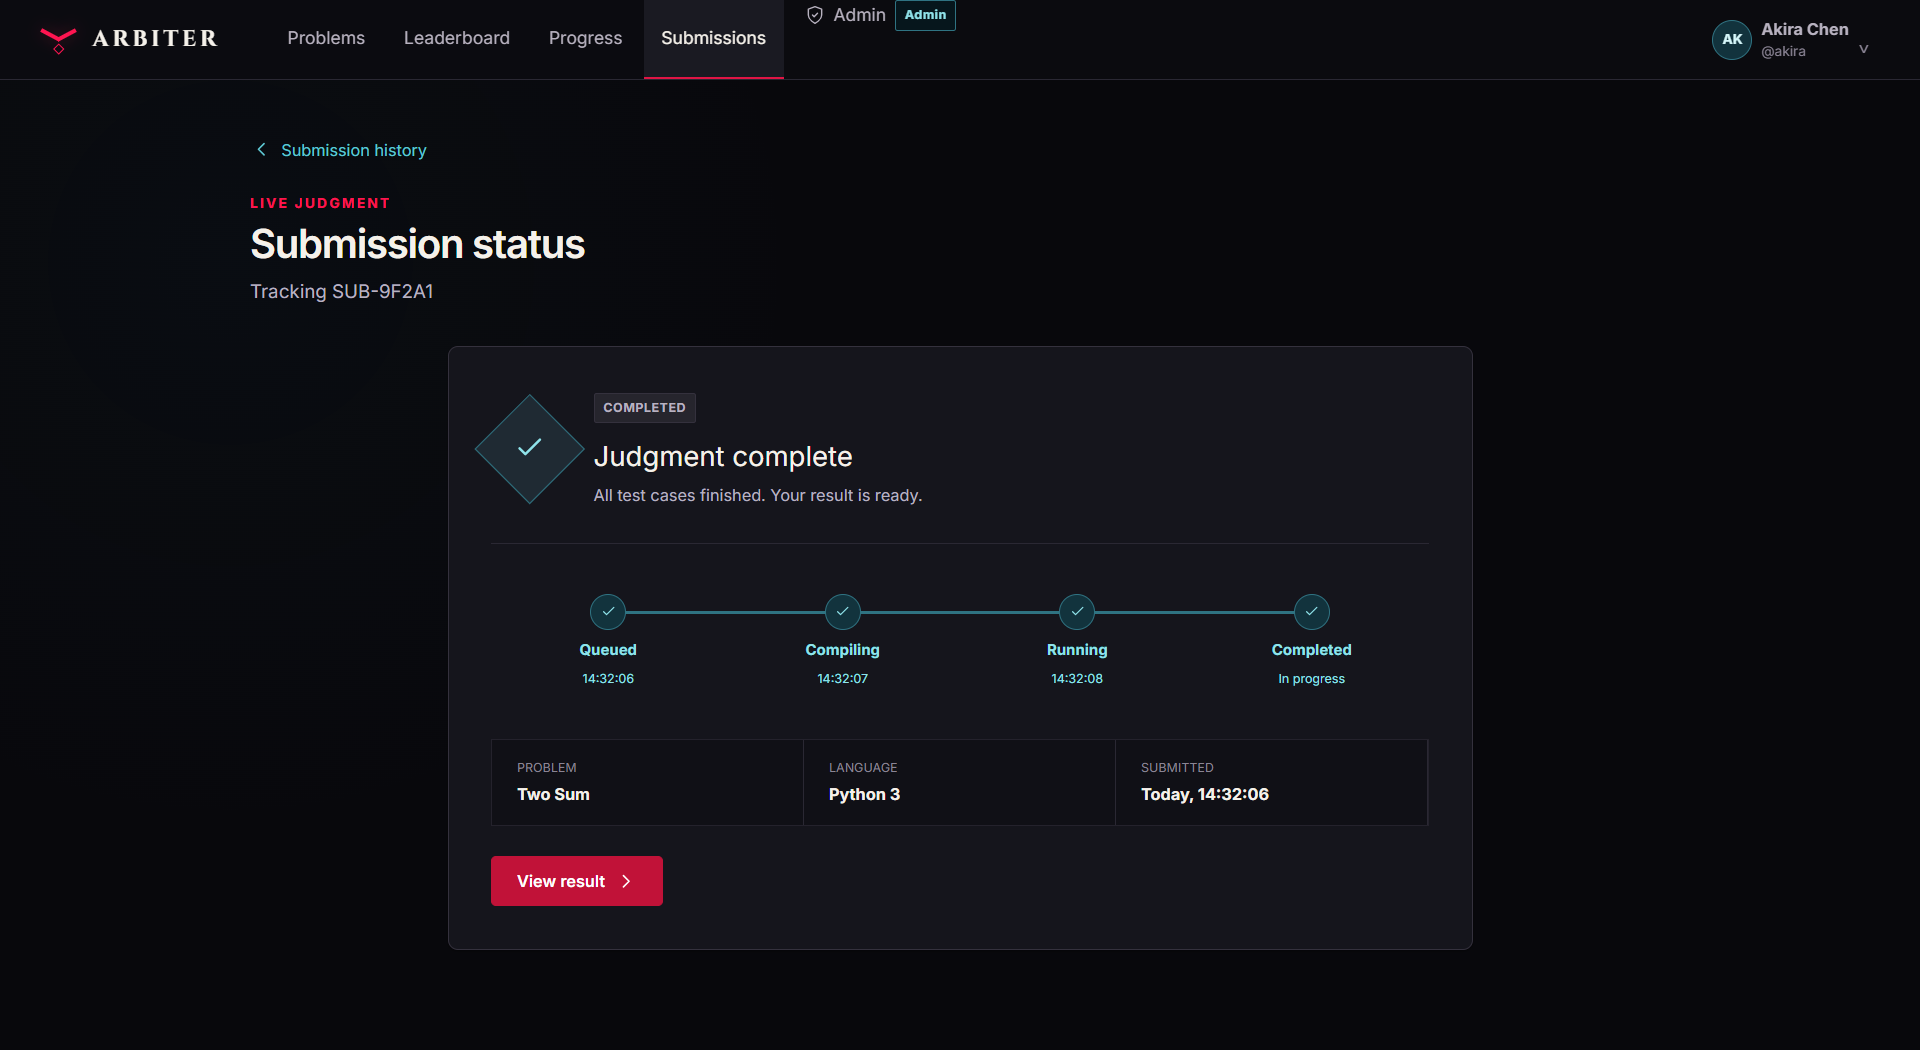 ARBITER
Problems
Leaderboard
Progress
Submissions
Admin
Admin
AK
Akira Chen
@akira
Submission history
LIVE JUDGMENT
Submission status
Tracking SUB-9F2A1
COMPLETED
Judgment complete
All test cases finished. Your result is ready.
Queued
14:32:06
Compiling
14:32:07
Running
14:32:08
Completed
In progress
PROBLEM
Two Sum
LANGUAGE
Python 3
SUBMITTED
Today, 14:32:06
View result